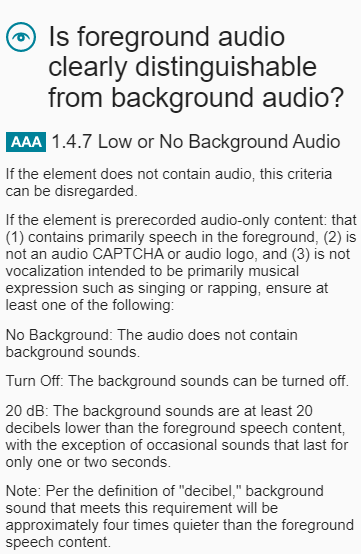 Is foreground audio
clearly distinguishable
from background audio?
AAA 1.4.7 Low or No Background Audio
If the element does not contain audio, this criteria
can be disregarded.
If the element is prerecorded audio-only content: that
(1) contains primarily speech in the foreground, (2) is
not an audio CAPTCHA or audio logo, and (3) is not
vocalization intended to be primarily musical
expression such as singing or rapping, ensure at
least one of the following:
No Background: The audio does not contain
background sounds.
Turn Off: The background sounds can be turned off.
20 dB: The background sounds are at least 20
decibels lower than the foreground speech content,
with the exception of occasional sounds that last for
only one or two seconds.
Note: Per the definition of "decibel," background
sound that meets this requirement will be
approximately four times quieter than the foreground
speech content.